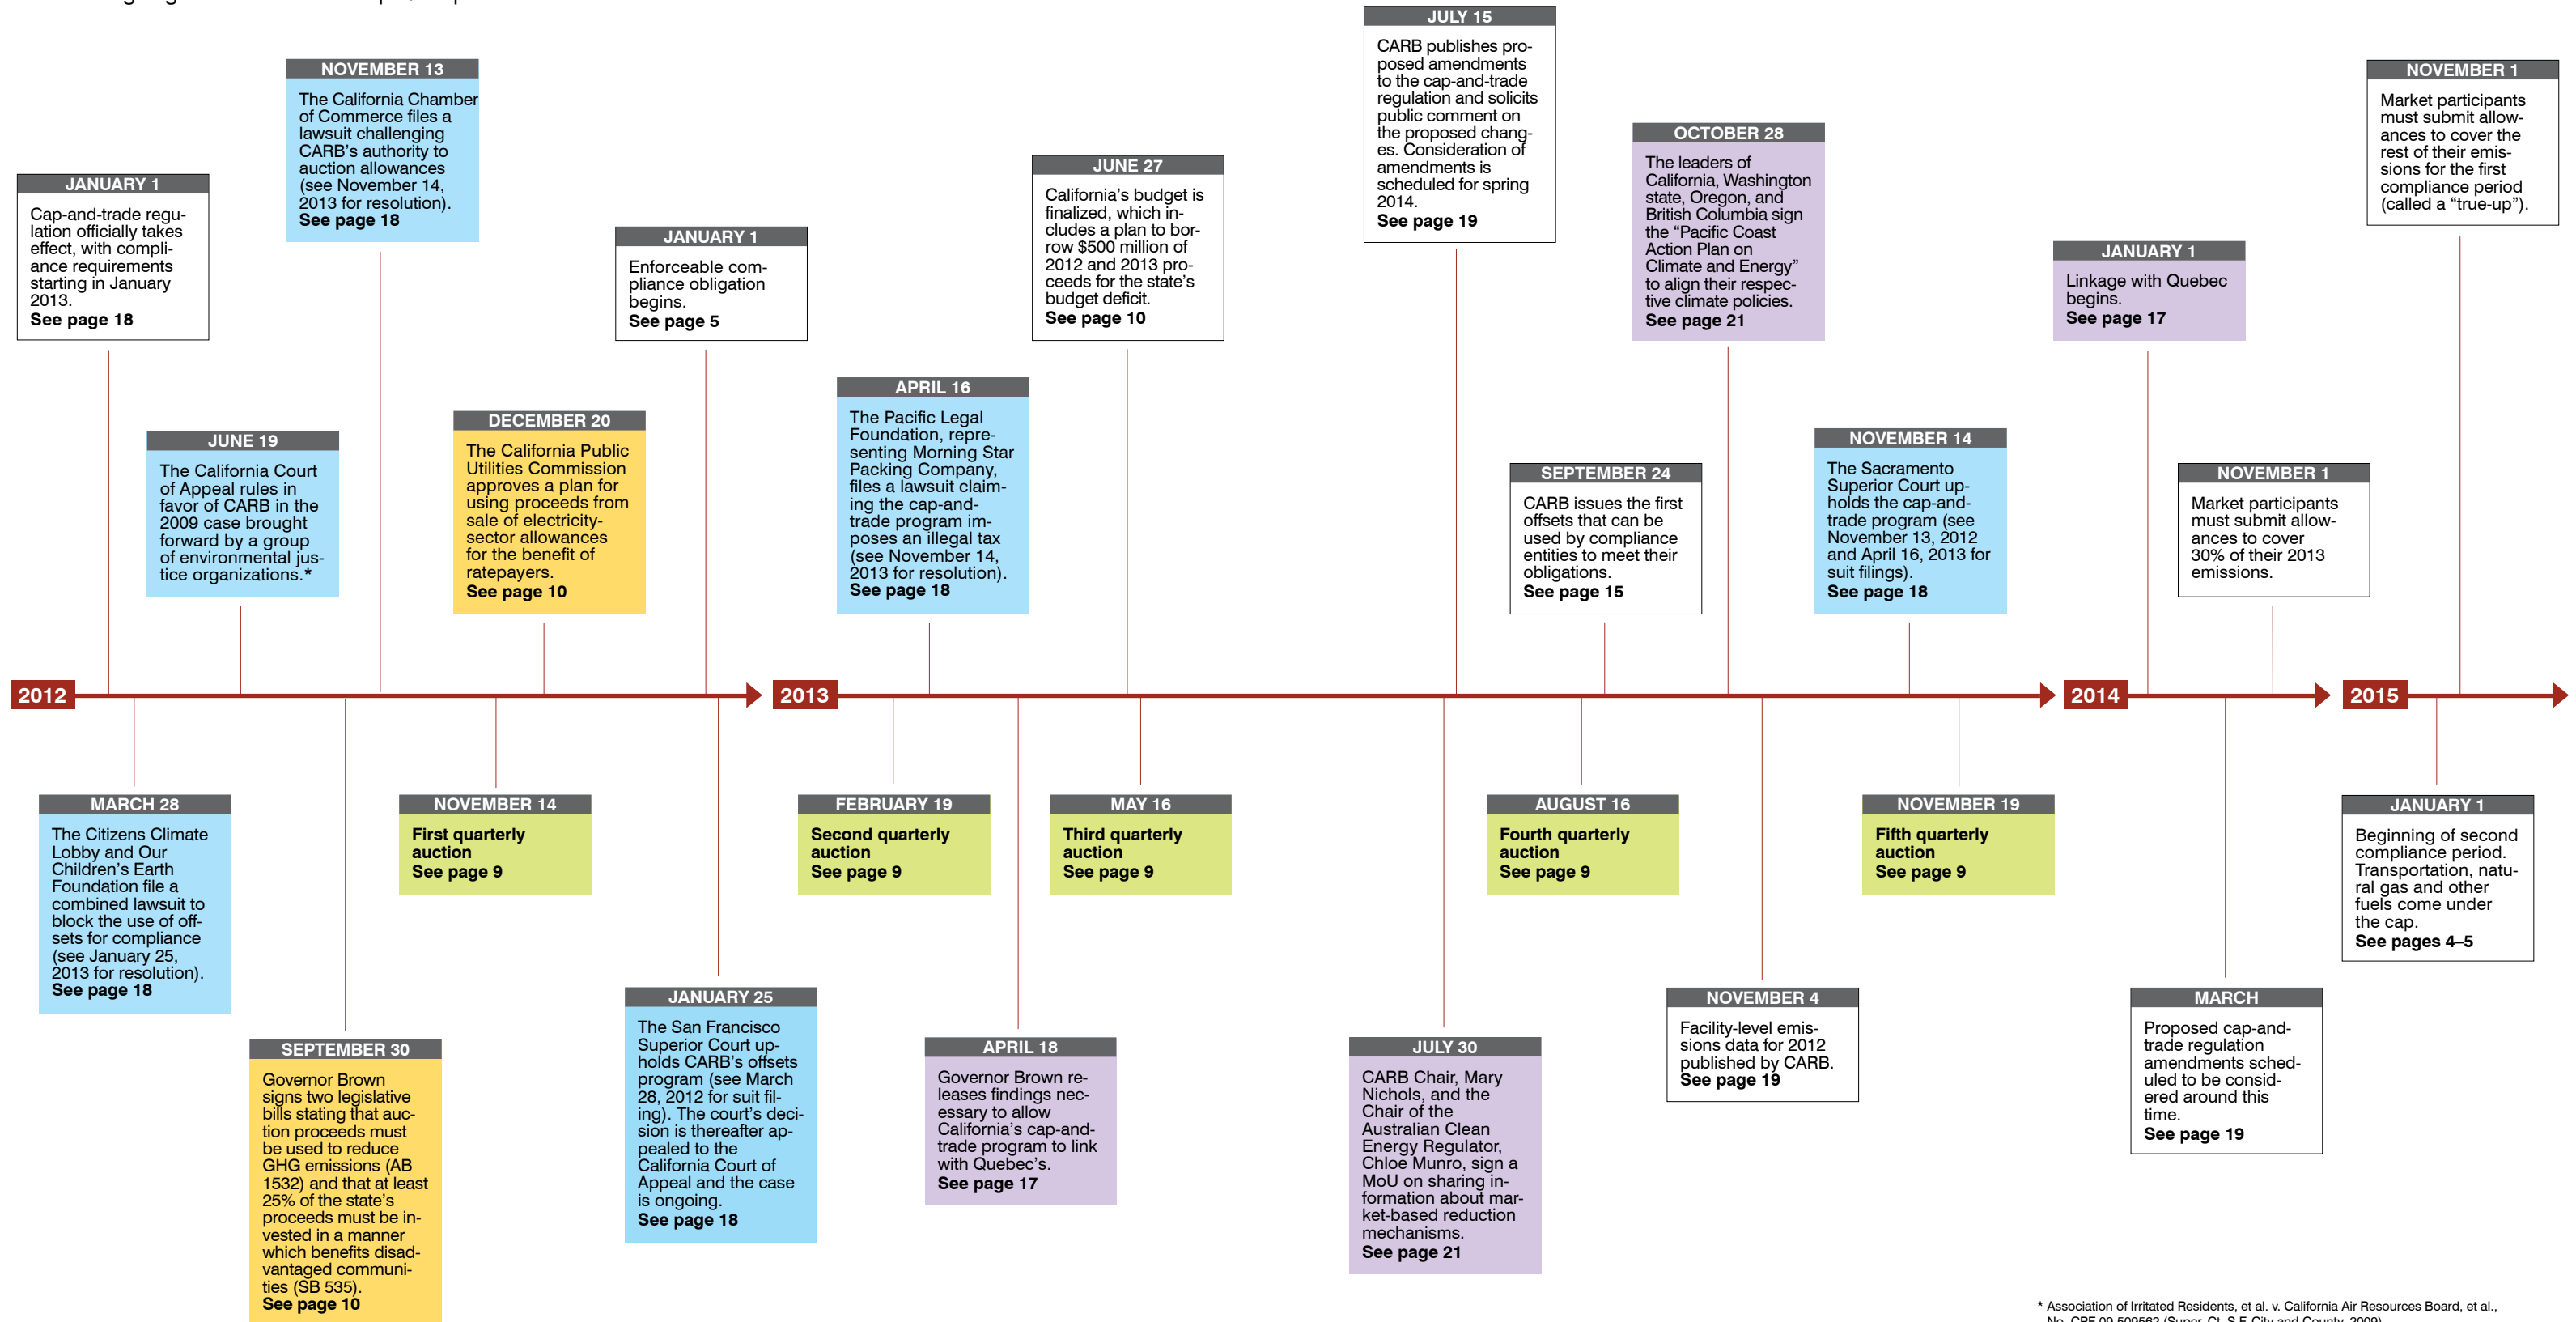 JANUARY 1
Cap-and-trade regu-
lation officially takes
effect, with compli-
ance requirements
starting in January
2013.
See page 18
NOVEMBER 13
The California Chamber
of Commerce files a
lawsuit challenging
CARB’s authority to
auction allowances
(see November 14,
2013 for resolution).
See page 18
JUNE 19
The California Court
of Appeal rules in
favor of CARB in the
2009 case brought
forward by a group
of environmental jus-
tice organizations.*
DECEMBER 20
The California Public
Utilities Commission
approves a plan for
using proceeds from
sale of electricity-
sector allowances
for the benefit of
ratepayers.
See page 10
JANUARY 1
Enforceable com-
pliance obligation
begins.
See page 5
APRIL 16
The Pacific Legal
Foundation, repre-
senting Morning Star
Packing Company,
files a lawsuit claim-
ing the cap-and-
trade program im-
poses an illegal tax
(see November 14,
2013 for resolution).
See page 18
JUNE 27
California’s budget is
finalized, which in-
cludes a plan to bor-
row $500 million of
2012 and 2013 pro-
ceeds for the state’s
budget deficit.
See page 10
JULY 15
CARB publishes pro-
posed amendments
to the cap-and-trade
regulation and solicits
public comment on
the proposed chang-
es. Consideration of
amendments is
scheduled for spring
2014.
See page 19
SEPTEMBER 24
CARB issues the first
offsets that can be
used by compliance
entities to meet their
obligations.
See page 15
OCTOBER 28
The leaders of
California, Washington
state, Oregon, and
British Columbia sign
the “Pacific Coast
Action Plan on
Climate and Energy”
to align their respec-
tive climate policies.
See page 21
NOVEMBER 14
The Sacramento
Superior Court up-
holds the cap-and-
trade program (see
November 13, 2012
and April 16, 2013 for
suit filings).
See page 18
JANUARY 1
Linkage with Quebec
begins.
See page 17
NOVEMBER 1
Market participants
must submit allow-
ances to cover
30% of their 2013
emissions.
NOVEMBER 1
Market participants
must submit allow-
ances to cover the
rest of their emis-
sions for the first
compliance period
(called a “true-up”).
2012
2013
2014
2015
MARCH 28
The Citizens Climate
Lobby and Our
Children’s Earth
Foundation file a
combined lawsuit to
block the use of off-
sets for compliance
(see January 25,
2013 for resolution).
See page 18
SEPTEMBER 30
Governor Brown
signs two legislative
bills stating that auc-
tion proceeds must
be used to reduce
GHG emissions (AB
1532) and that at least
25% of the state’s
proceeds must be in-
vested in a manner
which benefits disad-
vantaged communi-
ties (SB 535).
See page 10
NOVEMBER 14
First quarterly
auction
See page 9
JANUARY 25
The San Francisco
Superior Court up-
holds CARB’s offsets
program (see March
28, 2012 for suit fil-
ing). The court’s deci-
sion is thereafter ap-
pealed to the
California Court of
Appeal and the case
is ongoing.
See page 18
FEBRUARY 19
Second quarterly
auction
See page 9
APRIL 18
Governor Brown re-
leases findings nec-
essary to allow
California’s cap-and-
trade program to link
with Quebec’s.
See page 17
MAY 16
Third quarterly
auction
See page 9
JULY 30
CARB Chair, Mary
Nichols, and the
Chair of the
Australian Clean
Energy Regulator,
Chloe Munro, sign a
MoU on sharing in-
formation about mar-
ket-based reduction
mechanisms.
See page 21
AUGUST 16
Fourth quarterly
auction
See page 9
NOVEMBER 4
Facility-level emis-
sions data for 2012
published by CARB.
See page 19
NOVEMBER 19
Fifth quarterly
auction
See page 9
MARCH
Proposed cap-and-
trade regulation
amendments sched-
uled to be consid-
ered around this
time.
See page 19
JANUARY 1
Beginning of second
compliance period.
Transportation, natu-
ral gas and other
fuels come under
the cap.
See pages 4–5
* Association of Irritated Residents, et al. v. California Air Resources Board, et al.,
No. CPF-09-509562 (Super. Ct. S.F. City and County, 2009)